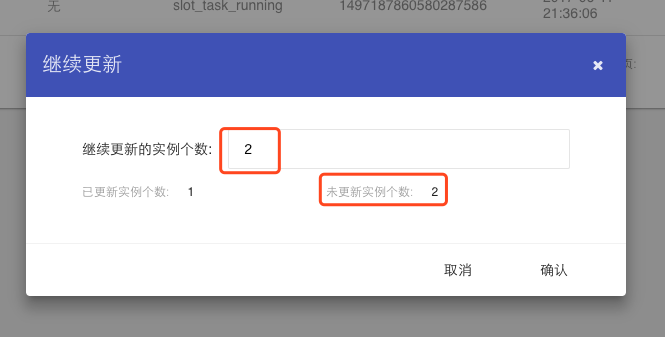 无 slot_task_running 1497187860580287586
21:36:06
页:
继续更新 ×
继续更新的实例个数: 2
已更新实例个数: 1 未更新实例个数: 2
取消 确认